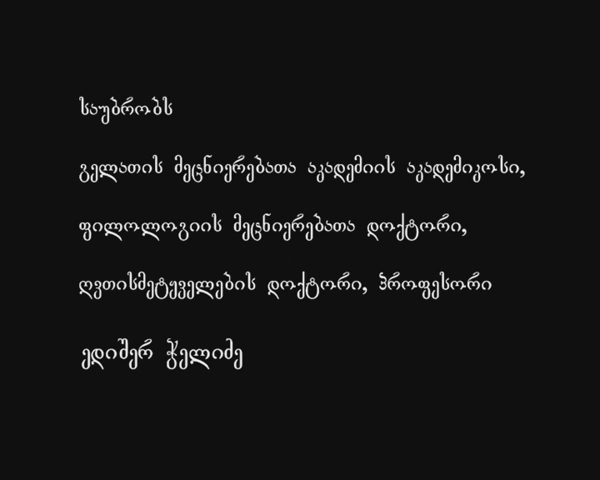 საუბრობს
გელათის მეცნიერებათა აკადემიის აკადემიკოსი,
ფილოლოგიის მეცნიერებათა დოქტორი,
ღვთისმეტყველების დოქტორი, პროფესორი
ედიშერ ჭელიძე